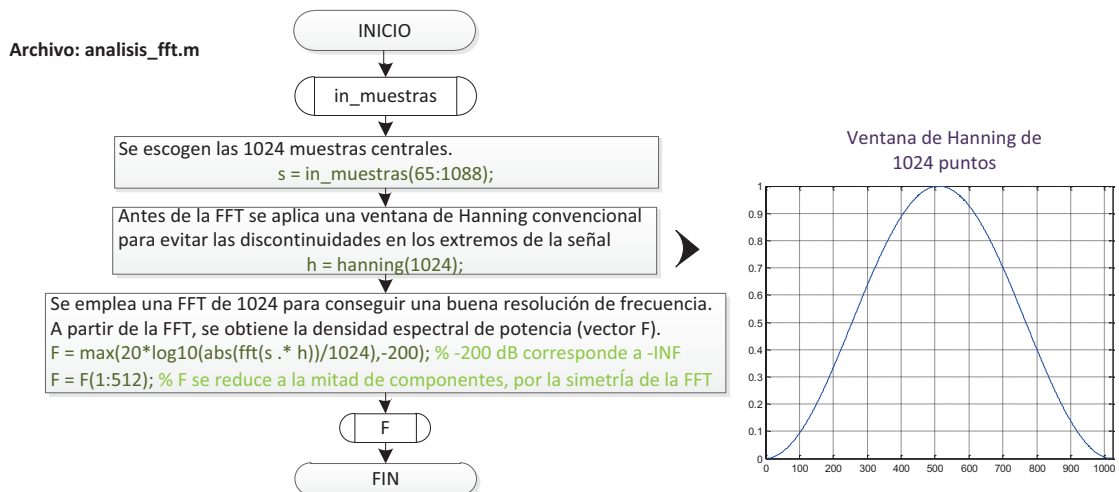 INICIO
Archivo: analisis_fft.m
in_muestras
Se escogen las 1024 muestras centrales.
s = in_muestras(65:1088);
Antes de la FFT se aplica una ventana de Hanning convencional
para evitar las discontinuidades en los extremos de la señal
h = hanning(1024);
Se emplea una FFT de 1024 para conseguir una buena resolución de frecuencia.
A partir de la FFT, se obtiene la densidad espectral de potencia (vector F).
F = max(20*log10(abs(fft(s .* h))/1024),-200); % -200 dB corresponde a -INF
F = F(1:512); % F se reduce a la mitad de componentes, por la simetrÍa de la FFT
F
FIN
Ventana de Hanning de
1024 puntos
1
0.9
0.8
0.7
0.6
0.5
0.4
0.3
0.2
0.1
0
0 100 200 300 400 500 600 700 800 900 1000